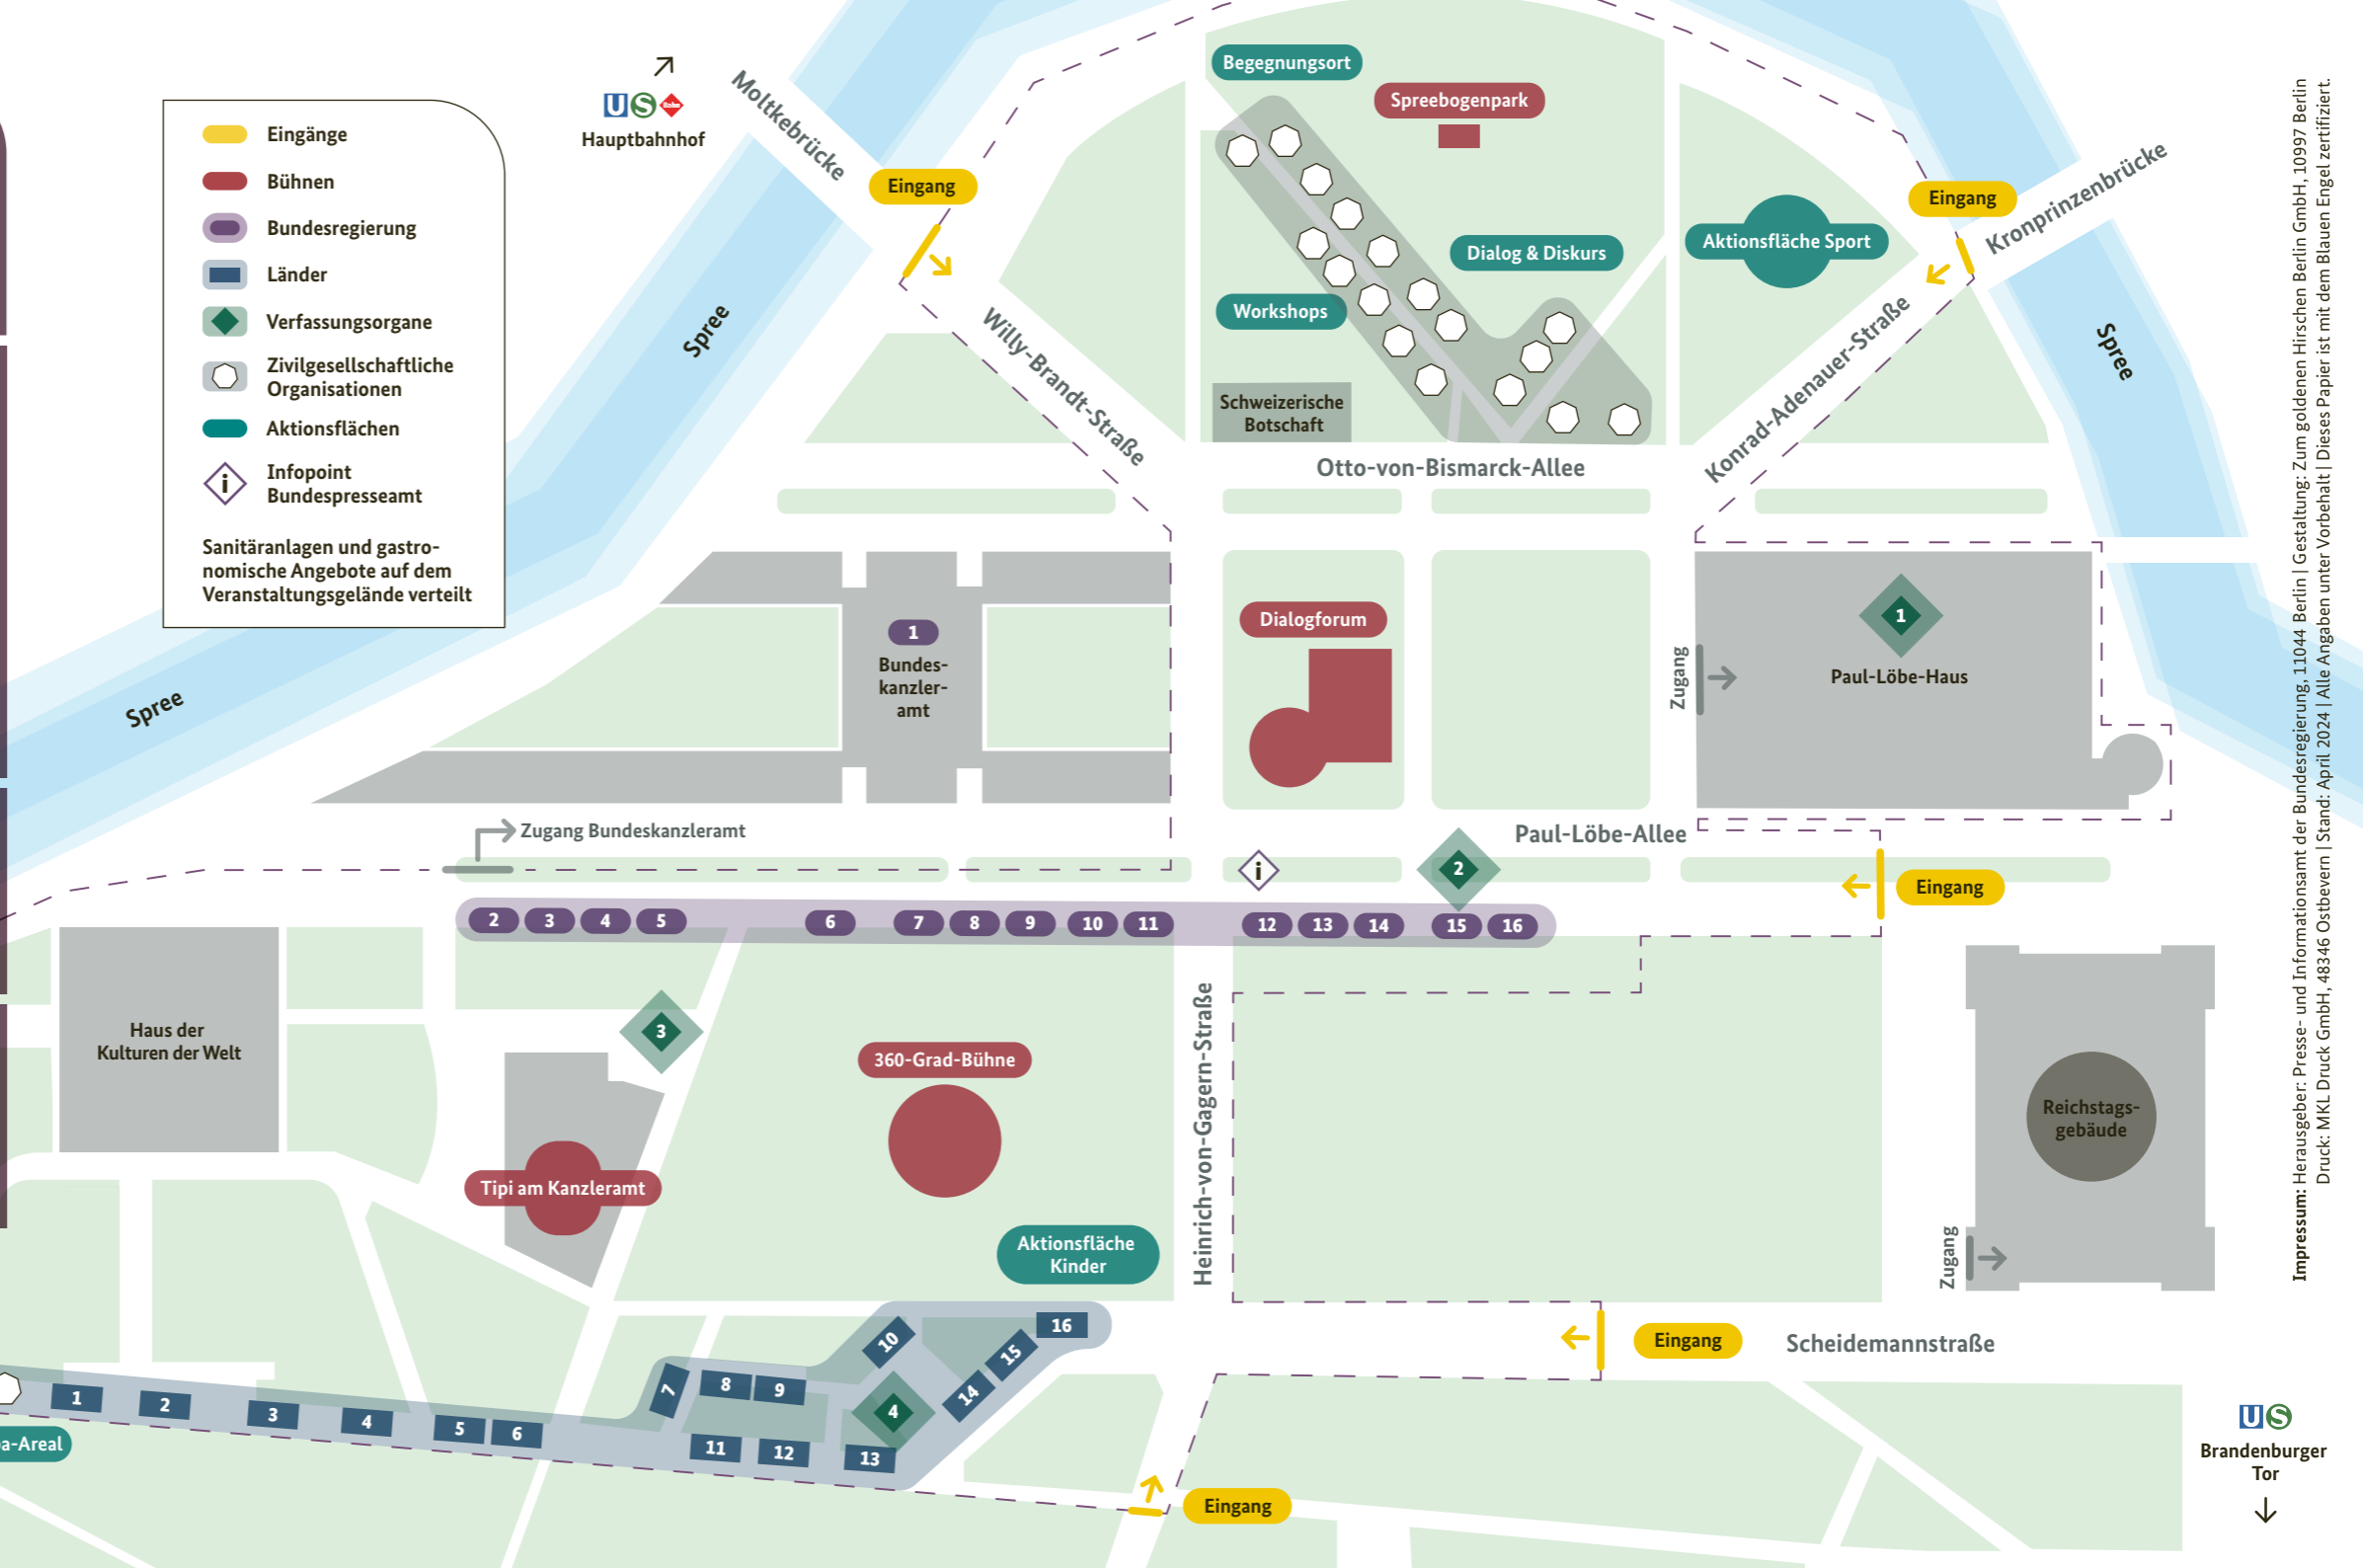 Eingänge
Bühnen
Bundesregierung
Länder
Verfassungsorgane
Zivilgesellschaftliche
Organisationen
Aktionsflächen
i
Infopoint
Bundespresseamt
Sanitäranlagen und gastro-
nomische Angebote auf dem
Veranstaltungsgelände verteilt
U S Bahn
Hauptbahnhof
Moltkebrücke
Eingang
Spree
Spree
Willy-Brandt-Straße
Begegnungsort
Spreebogenpark
Dialog & Diskurs
Workshops
Schweizerische
Botschaft
Otto-von-Bismarck-Allee
Aktionsfläche Sport
Eingang
Kronprinzenbrücke
Konrad-Adenauer-Straße
Spree
1
Bundes-
kanzler-
amt
Dialogforum
Zugang
1
Paul-Löbe-Haus
Zugang Bundeskanzleramt
Paul-Löbe-Allee
i
2
Eingang
2
3
4
5
6
7
8
9
10
11
12
13
14
15
16
Haus der
Kulturen der Welt
3
360-Grad-Bühne
Tipi am Kanzleramt
Aktionsfläche
Kinder
Heinrich-von-Gagern-Straße
Reichstags-
gebäude
Zugang
Eingang
Scheidemannstraße
1
2
3
4
5
6
7
8
9
10
11
12
13
14
15
16
4
a-Areal
Eingang
U S
Brandenburger
Tor
Impressum: Herausgeber: Presse- und Informationsamt der Bundesregierung, 11044 Berlin | Gestaltung: Zum goldenen Hirschen Berlin GmbH, 10997 Berlin
Druck: MKL Druck GmbH, 48346 Ostbevern | Stand: April 2024 | Alle Angaben unter Vorbehalt | Dieses Papier ist mit dem Blauen Engel zertifiziert.